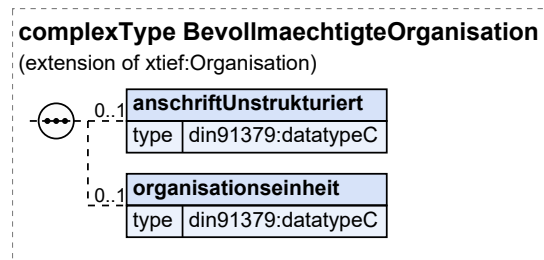 complexType BevollmaechtigteOrganisation
(extension of xtief:Organisation)
0..1 anschriftUnstrukturiert
type din91379:datatypeC
0..1 organisationseinheit
type din91379:datatypeC